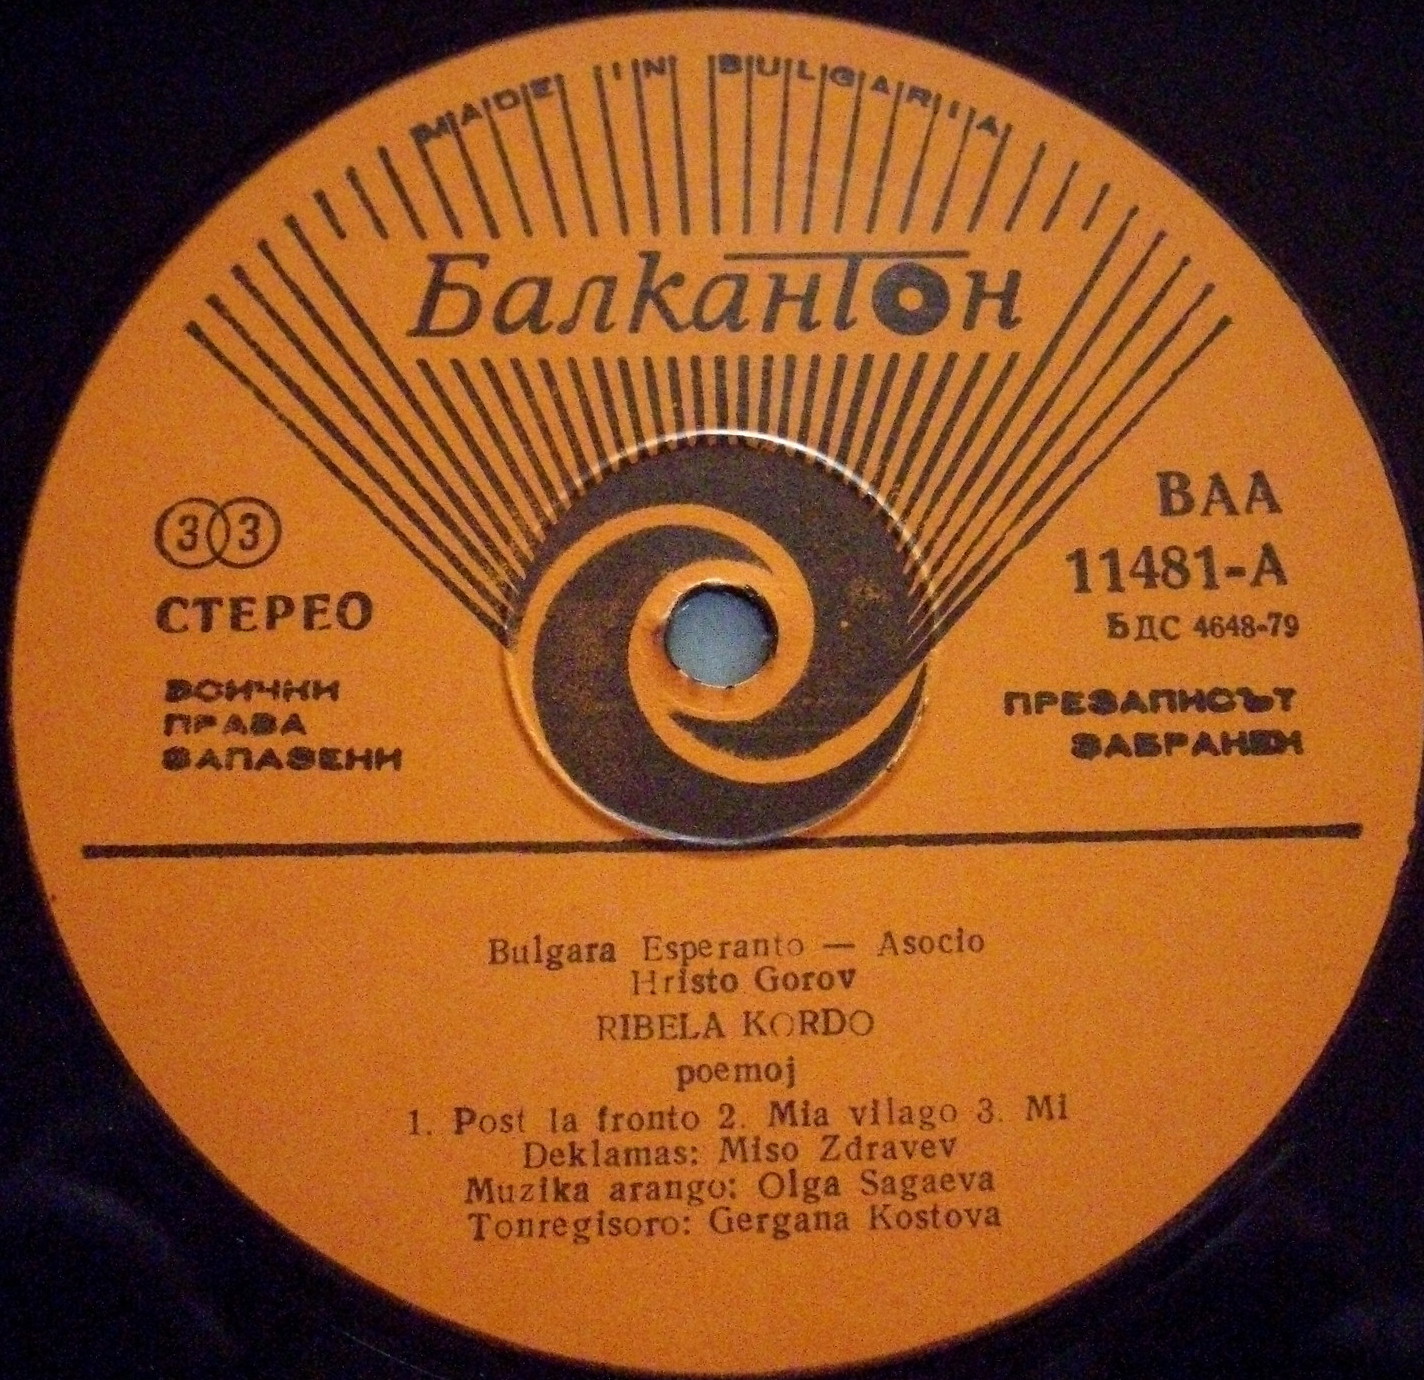 MADE IN BULGARIA
Балкантон
33
СТЕРЕО
ВСИЧКИ
ПРАВА
ЗАПАЗЕНИ
ВАА
11481-А
БДС 4648-79
ПРЕЗАПИСЪТ
ЗАБРАНЕН
Bulgara Esperanto — Asocio
Hristo Gorov
RIBELA KORDO
poemoj
1. Post la fronto 2. Mia vilago 3. Mi
Deklamas: Miso Zdravev
Muzika arango: Olga Sagaeva
Tonregisoro: Gergana Kostova